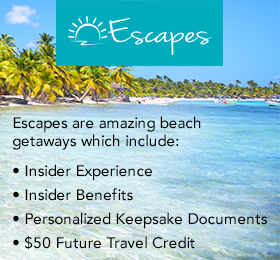 Escapes
Escapes are amazing beach
getaways which include:
• Insider Experience
• Insider Benefits
• Personalized Keepsake Documents
• $50 Future Travel Credit